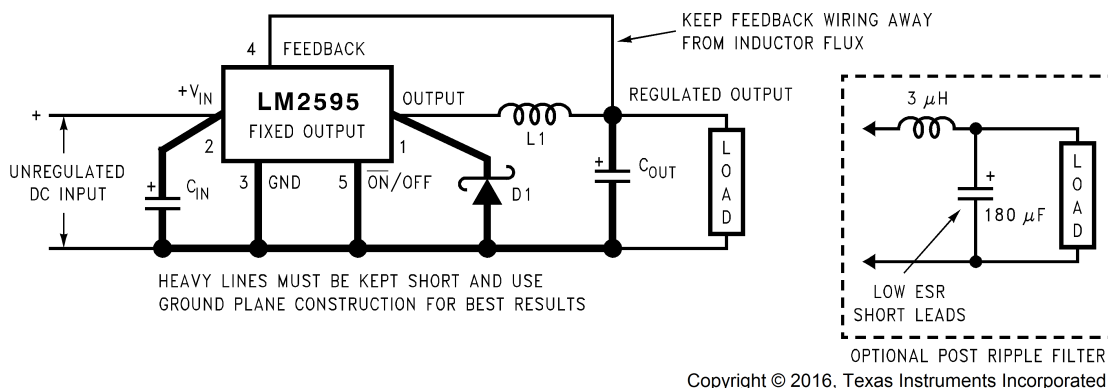 KEEP FEEDBACK WIRING AWAY
FROM INDUCTOR FLUX
4 FEEDBACK
+VIN
LM2595
FIXED OUTPUT
OUTPUT
REGULATED OUTPUT
3 μH
+
L1
2
1
UNREGULATED
DC INPUT
+
CIN
3 GND
5 ON/OFF
D1
+
COUT
LOAD
+
180 μF
LOAD
HEAVY LINES MUST BE KEPT SHORT AND USE
GROUND PLANE CONSTRUCTION FOR BEST RESULTS
LOW ESR
SHORT LEADS
OPTIONAL POST RIPPLE FILTER
Copyright © 2016, Texas Instruments Incorporated